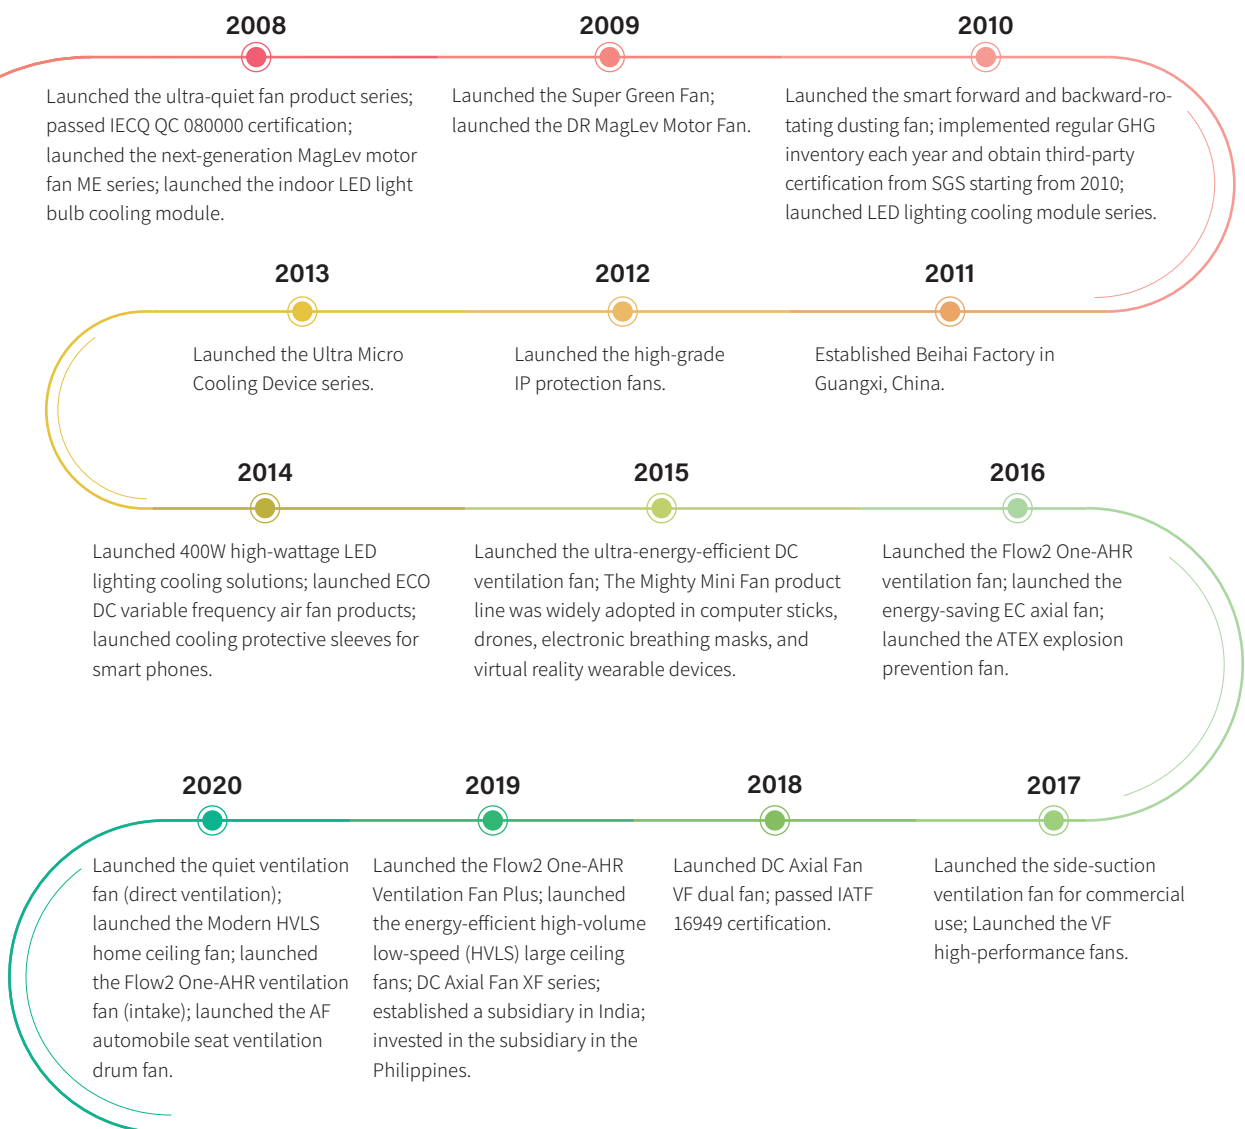 2008
Launched the ultra-quiet fan product series;
passed IECQ QC 080000 certification;
launched the next-generation MagLev motor
fan ME series; launched the indoor LED light
bulb cooling module.
2009
Launched the Super Green Fan;
launched the DR MagLev Motor Fan.
2010
Launched the smart forward and backward-ro-
tating dusting fan; implemented regular GHG
inventory each year and obtain third-party
certification from SGS starting from 2010;
launched LED lighting cooling module series.
2011
Established Beihai Factory in
Guangxi, China.
2012
Launched the high-grade
IP protection fans.
2013
Launched the Ultra Micro
Cooling Device series.
2014
Launched 400W high-wattage LED
lighting cooling solutions; launched ECO
DC variable frequency air fan products;
launched cooling protective sleeves for
smart phones.
2015
Launched the ultra-energy-efficient DC
ventilation fan; The Mighty Mini Fan product
line was widely adopted in computer sticks,
drones, electronic breathing masks, and
virtual reality wearable devices.
2016
Launched the Flow2 One-AHR
ventilation fan; launched the
energy-saving EC axial fan;
launched the ATEX explosion
prevention fan.
2017
Launched the side-suction
ventilation fan for commercial
use; Launched the VF
high-performance fans.
2018
Launched DC Axial Fan
VF dual fan; passed IATF
16949 certification.
2019
Launched the Flow2 One-AHR
Ventilation Fan Plus; launched
the energy-efficient high-volume
low-speed (HVLS) large ceiling
fans; DC Axial Fan XF series;
established a subsidiary in India;
invested in the subsidiary in the
Philippines.
2020
Launched the quiet ventilation
fan (direct ventilation);
launched the Modern HVLS
home ceiling fan; launched
the Flow2 One-AHR ventilation
fan (intake); launched the AF
automobile seat ventilation
drum fan.